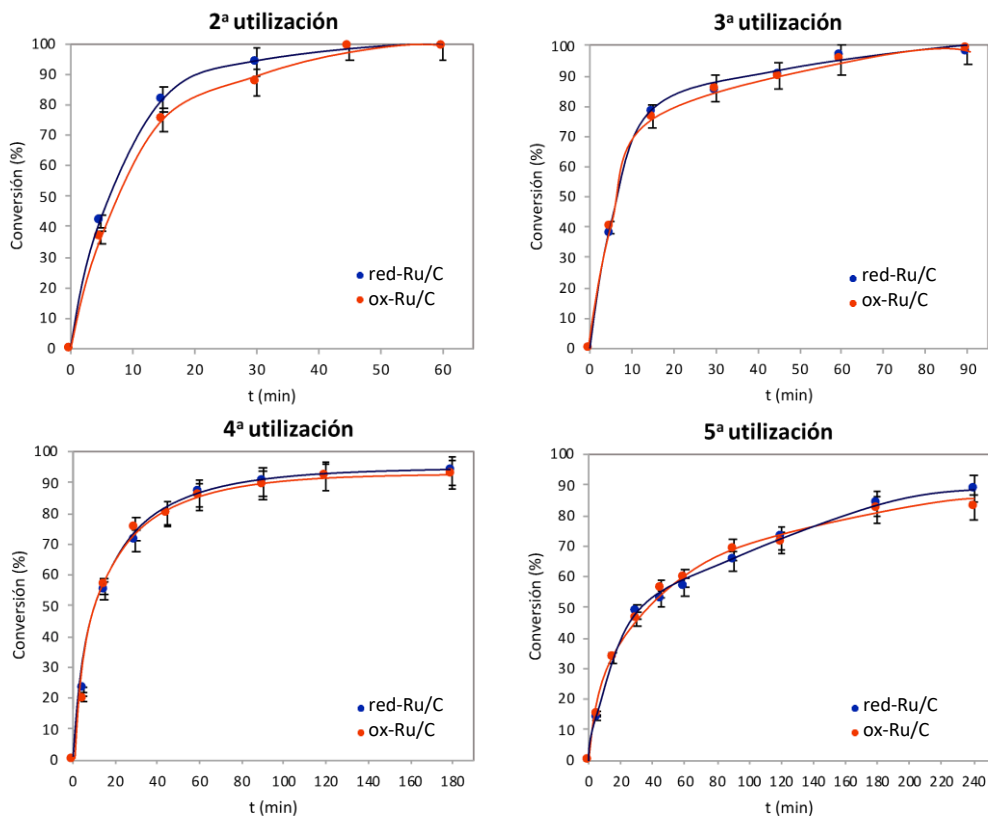 2ª utilización
Conversión (%)
100
90
80
70
60
50
40
30
20
10
0
0 10 20 30 40 50 60
t (min)
red-Ru/C
ox-Ru/C
3ª utilización
Conversión (%)
100
90
80
70
60
50
40
30
20
10
0
0 10 20 30 40 50 60 70 80 90
t (min)
red-Ru/C
ox-Ru/C
4ª utilización
Conversión (%)
100
90
80
70
60
50
40
30
20
10
0
0 20 40 60 80 100 120 140 160 180
t (min)
red-Ru/C
ox-Ru/C
5ª utilización
Conversión (%)
100
90
80
70
60
50
40
30
20
10
0
0 20 40 60 80 100 120 140 160 180 200 220 240
t (min)
red-Ru/C
ox-Ru/C